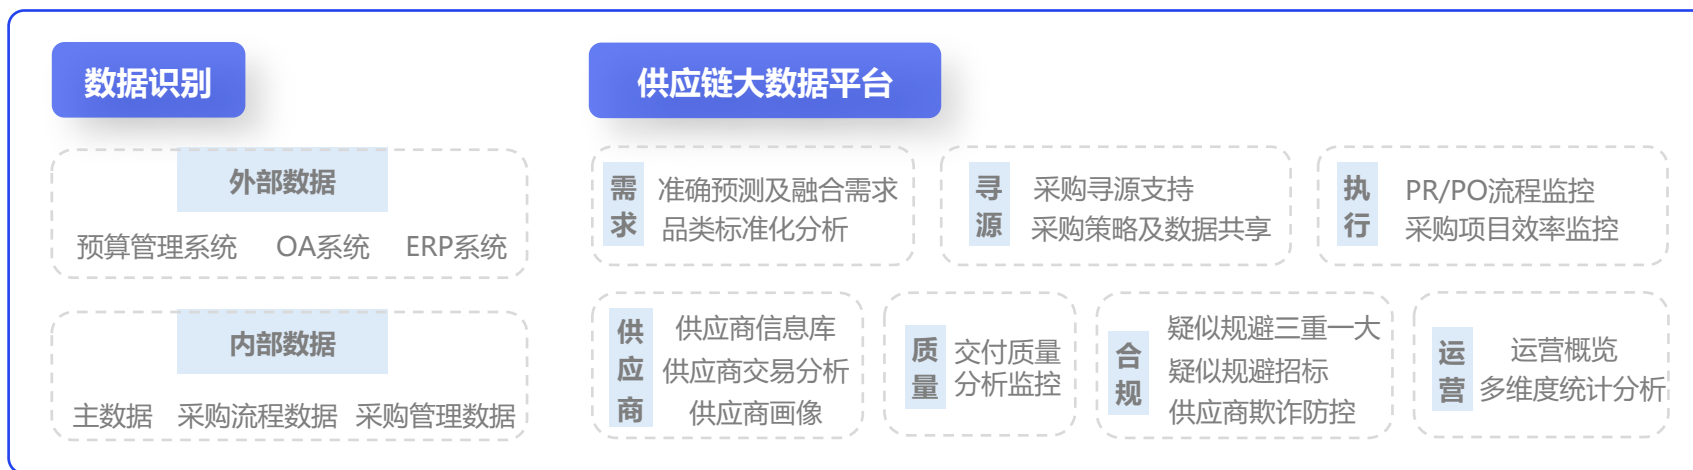 数据识别
外部数据
预算管理系统 OA系统 ERP系统
内部数据
主数据 采购流程数据 采购管理数据
供应链大数据平台
需求
准确预测及融合需求
品类标准化分析
寻源
采购寻源支持
采购策略及数据共享
执行
PR/PO流程监控
采购项目效率监控
供应商
供应商信息库
供应商交易分析
供应商画像
质量
交付质量
分析监控
合规
疑似规避三重一大
疑似规避招标
供应商欺诈防控
运营
运营概览
多维度统计分析